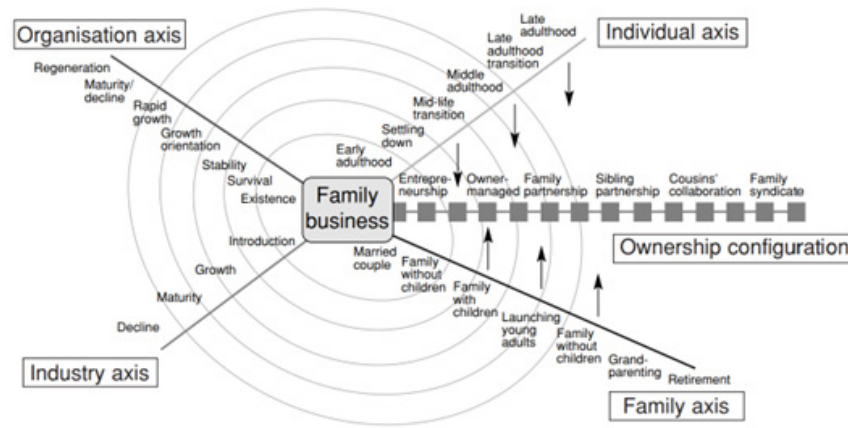 Organisation axis
Regeneration
Maturity/
decline
Rapid
growth
Growth
orientation
Stability
Survival
Existence
Individual axis
Late adulthood
Late
adulthood
transition
Middle
adulthood
Mid-life
transition
Settling
down
Early
adulthood
Family
business
Entrepre-
neurship
Owner-
managed
Family
partnership
Sibling
partnership
Cousins'
collaboration
Family
syndicate
Ownership configuration
Introduction
Growth
Maturity
Decline
Industry axis
Married
couple
Family
without
children
Family
with
children
Launching
young
adults
Family
without
children
Grand-
parenting
Retirement
Family axis